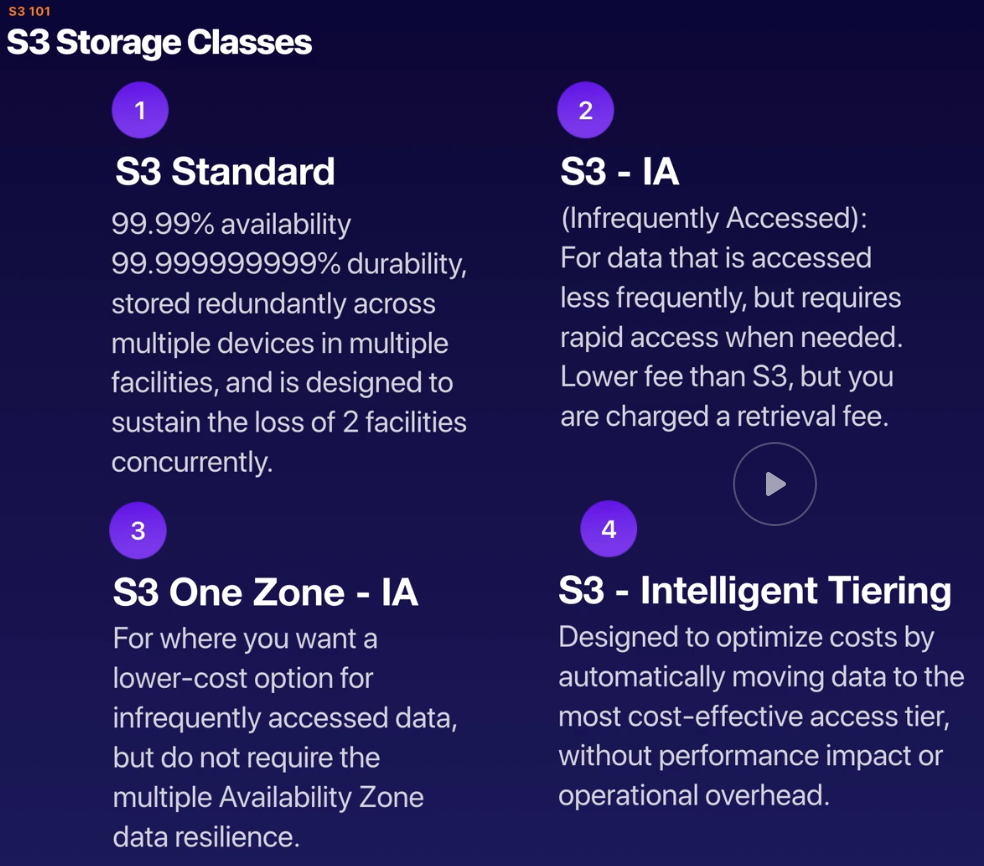 S3 101
S3 Storage Classes
1
S3 Standard
99.99% availability
99.999999999% durability,
stored redundantly across
multiple devices in multiple
facilities, and is designed to
sustain the loss of 2 facilities
concurrently.
2
S3 - IA
(Infrequently Accessed):
For data that is accessed
less frequently, but requires
rapid access when needed.
Lower fee than S3, but you
are charged a retrieval fee.
3
S3 One Zone - IA
For where you want a
lower-cost option for
infrequently accessed data,
but do not require the
multiple Availability Zone
data resilience.
4
S3 - Intelligent Tiering
Designed to optimize costs by
automatically moving data to the
most cost-effective access tier,
without performance impact or
operational overhead.